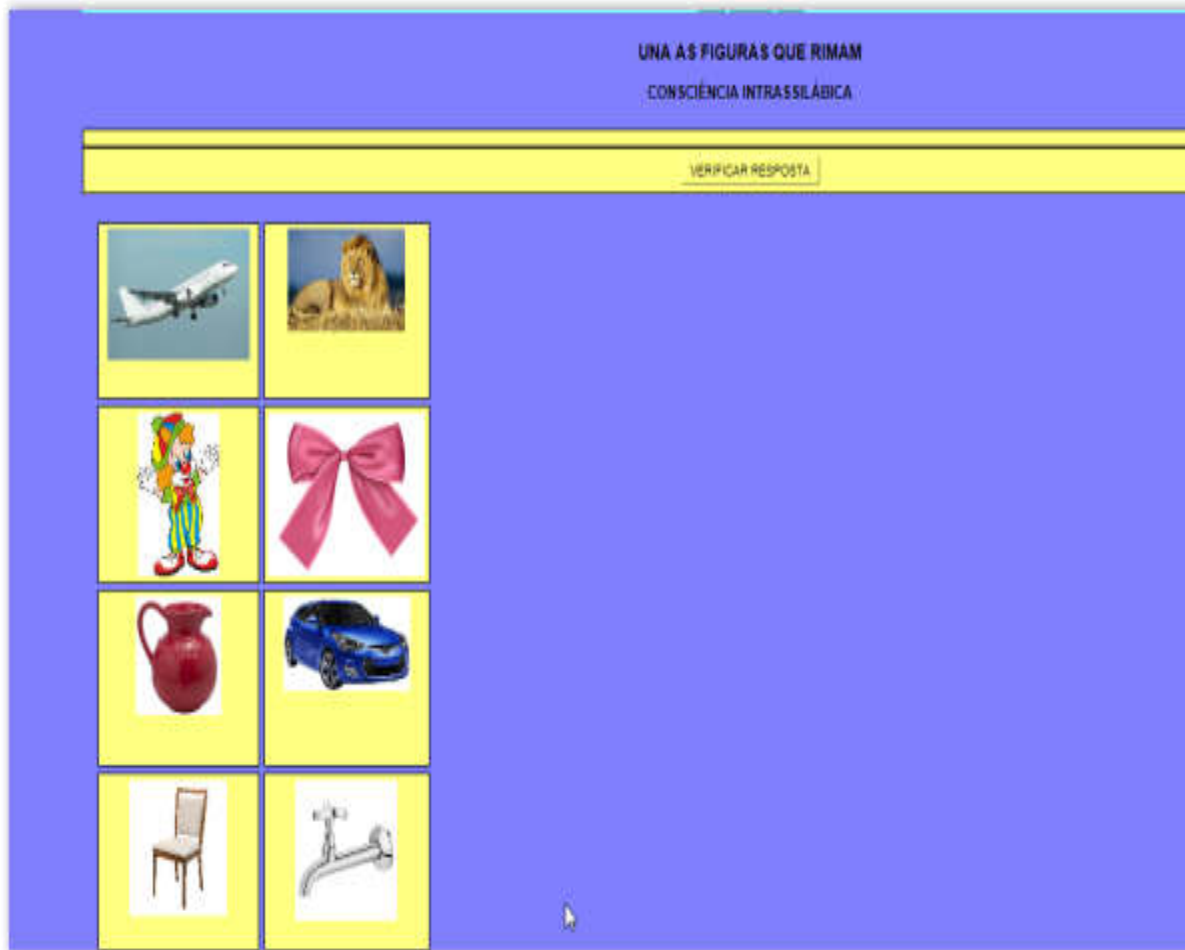 UNA AS FIGURAS QUE RIMAM
CONSCIÊNCIA INTRASSILÁBICA
VERIFICAR RESPOSTA